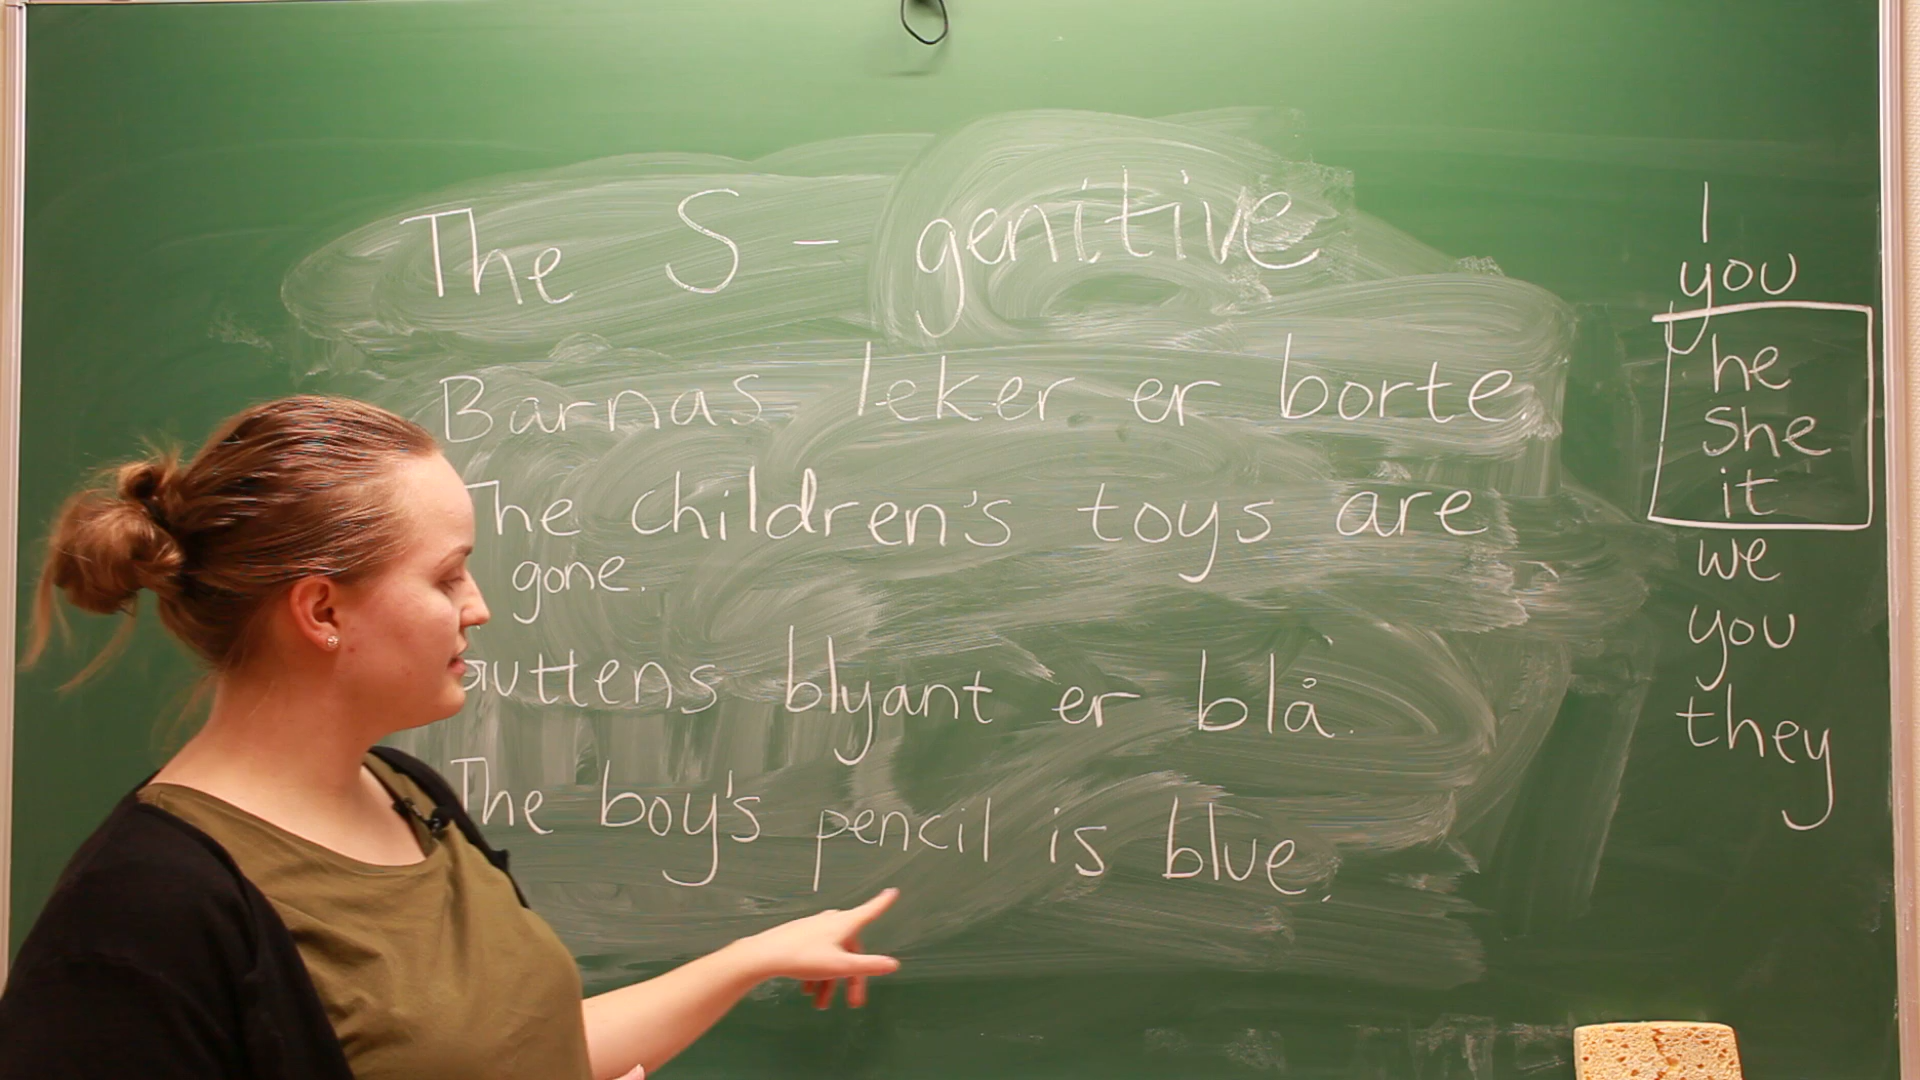 The S - genitive
Barnas leker er borte.
The children's toys are
gone.
Guttens blyant er blå.
The boy's pencil is blue.
I
you
he
She
it
we
you
they